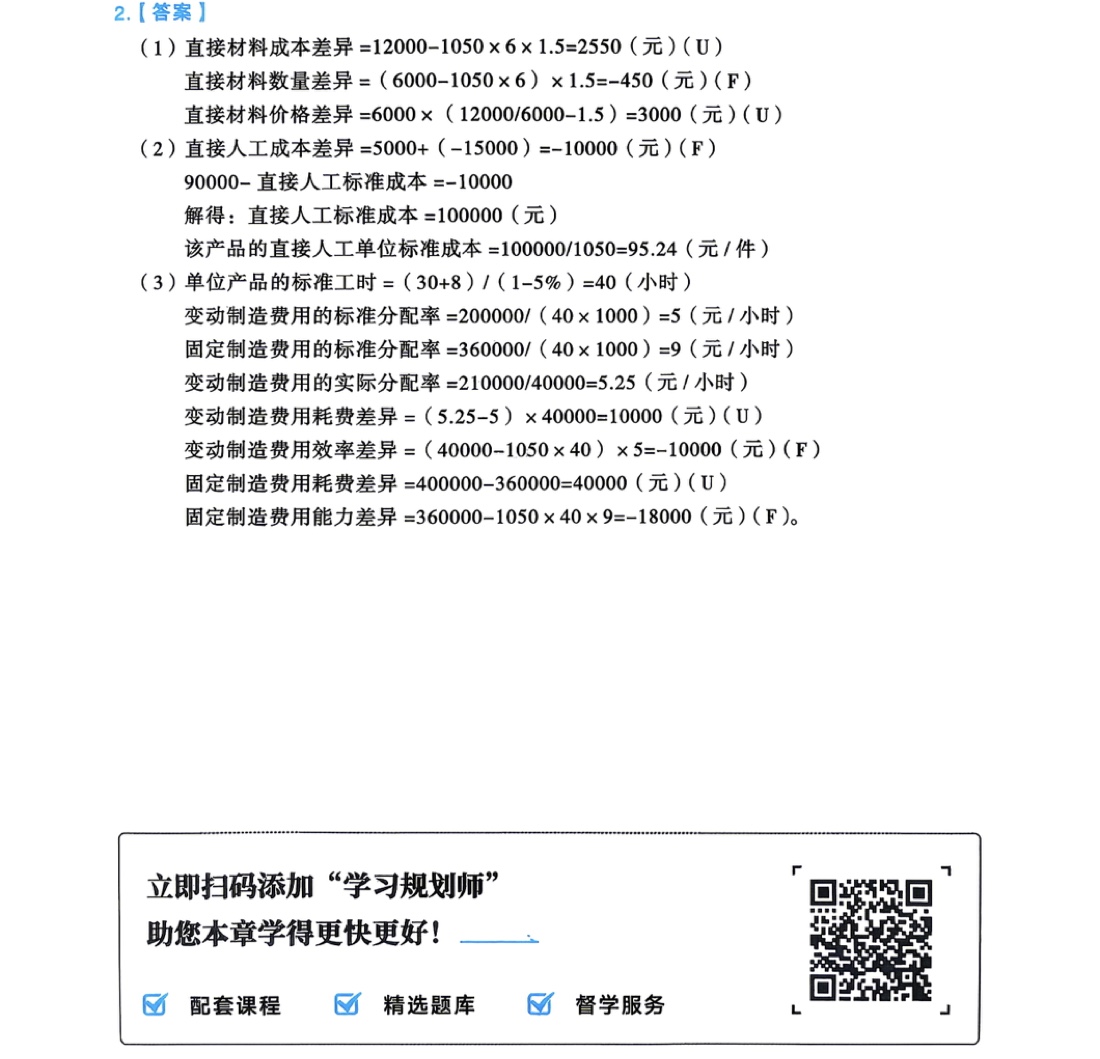 2.【答案】
（1）直接材料成本差异=12000-1050×6×1.5=2550（元）（U）
直接材料数量差异=（6000-1050×6）×1.5=-450（元）（F）
直接材料价格差异=6000×（12000/6000-1.5）=3000（元）（U）
（2）直接人工成本差异=5000+（-15000）=-10000（元）（F）
90000-直接人工标准成本=-10000
解得：直接人工标准成本=100000（元）
该产品的直接人工单位标准成本=100000/1050=95.24（元/件）
（3）单位产品的标准工时=（30+8）/（1-5%）=40（小时）
变动制造费用的标准分配率=200000/（40×1000）=5（元/小时）
固定制造费用的标准分配率=360000/（40×1000）=9（元/小时）
变动制造费用的实际分配率=210000/40000=5.25（元/小时）
变动制造费用耗费差异=（5.25-5）×40000=10000（元）（U）
变动制造费用效率差异=（40000-1050×40）×5=-10000（元）（F）
固定制造费用耗费差异=400000-360000=40000（元）（U）
固定制造费用能力差异=360000-1050×40×9=-18000（元）（F）。
立即扫码添加“学习规划师”
助您本章学得更快更好！
配套课程 精选题库 督学服务